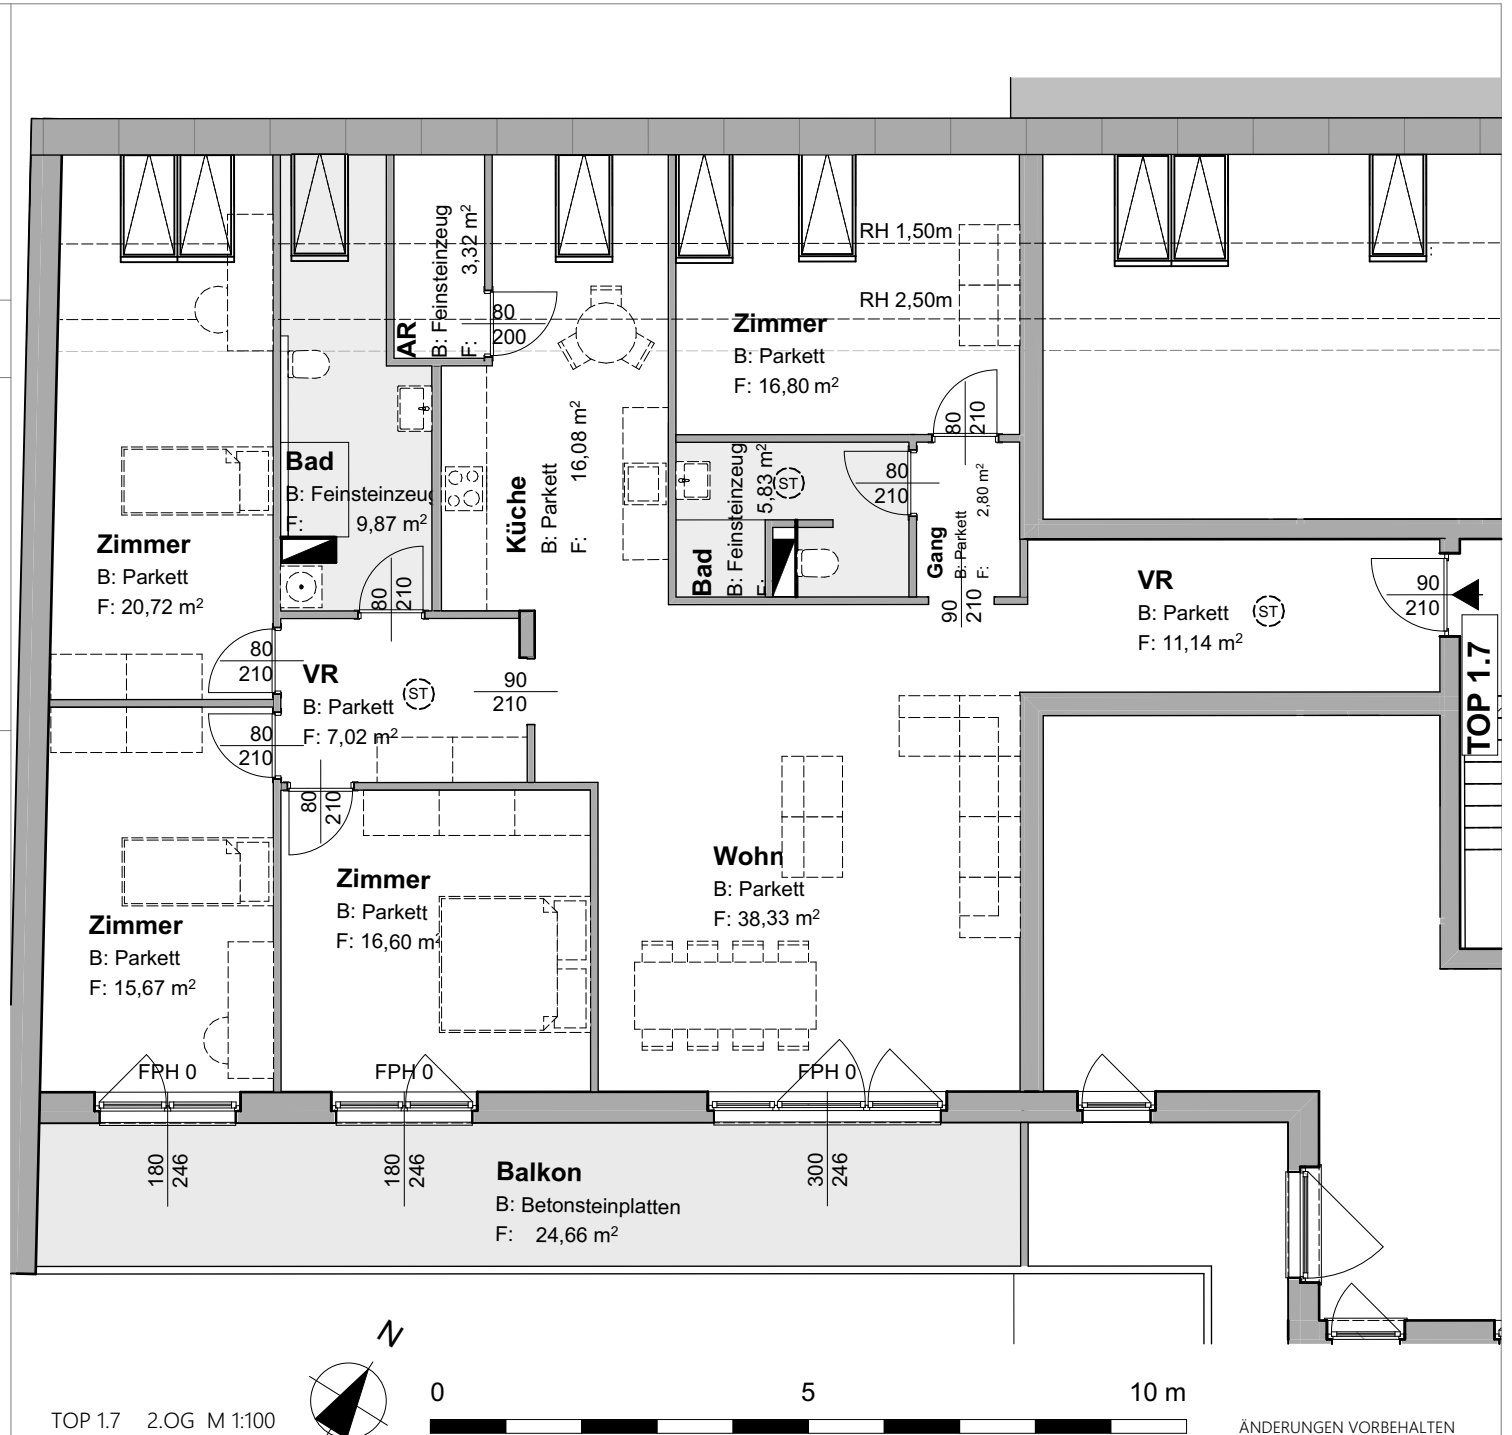 RH 1,50m
RH 2,50m
Zimmer
B: Parkett
F: 16,80 m²
AR
B: Feinsteinzeug
F: 3,32 m²
80
200
Küche
B: Parkett
F: 16,08 m²
Bad
B: Feinsteinzeug
F: 9,87 m²
80
210
Zimmer
B: Parkett
F: 20,72 m²
80
210
Bad
B: Feinsteinzeug
F: 5,83 m²
ST
80
210
80
210
Gang
B: Parkett
F: 2,80 m²
90
210
VR
B: Parkett
F: 11,14 m²
ST
90
210
TOP 1.7
VR
B: Parkett
F: 7,02 m²
ST
90
210
80
210
80
210
Zimmer
B: Parkett
F: 15,67 m²
Zimmer
B: Parkett
F: 16,60 m²
Wohn
B: Parkett
F: 38,33 m²
FPH 0
FPH 0
FPH 0
180
246
180
246
300
246
Balkon
B: Betonsteinplatten
F: 24,66 m²
N
0 5 10 m
TOP 1.7 2.OG M 1:100
ÄNDERUNGEN VORBEHALTEN